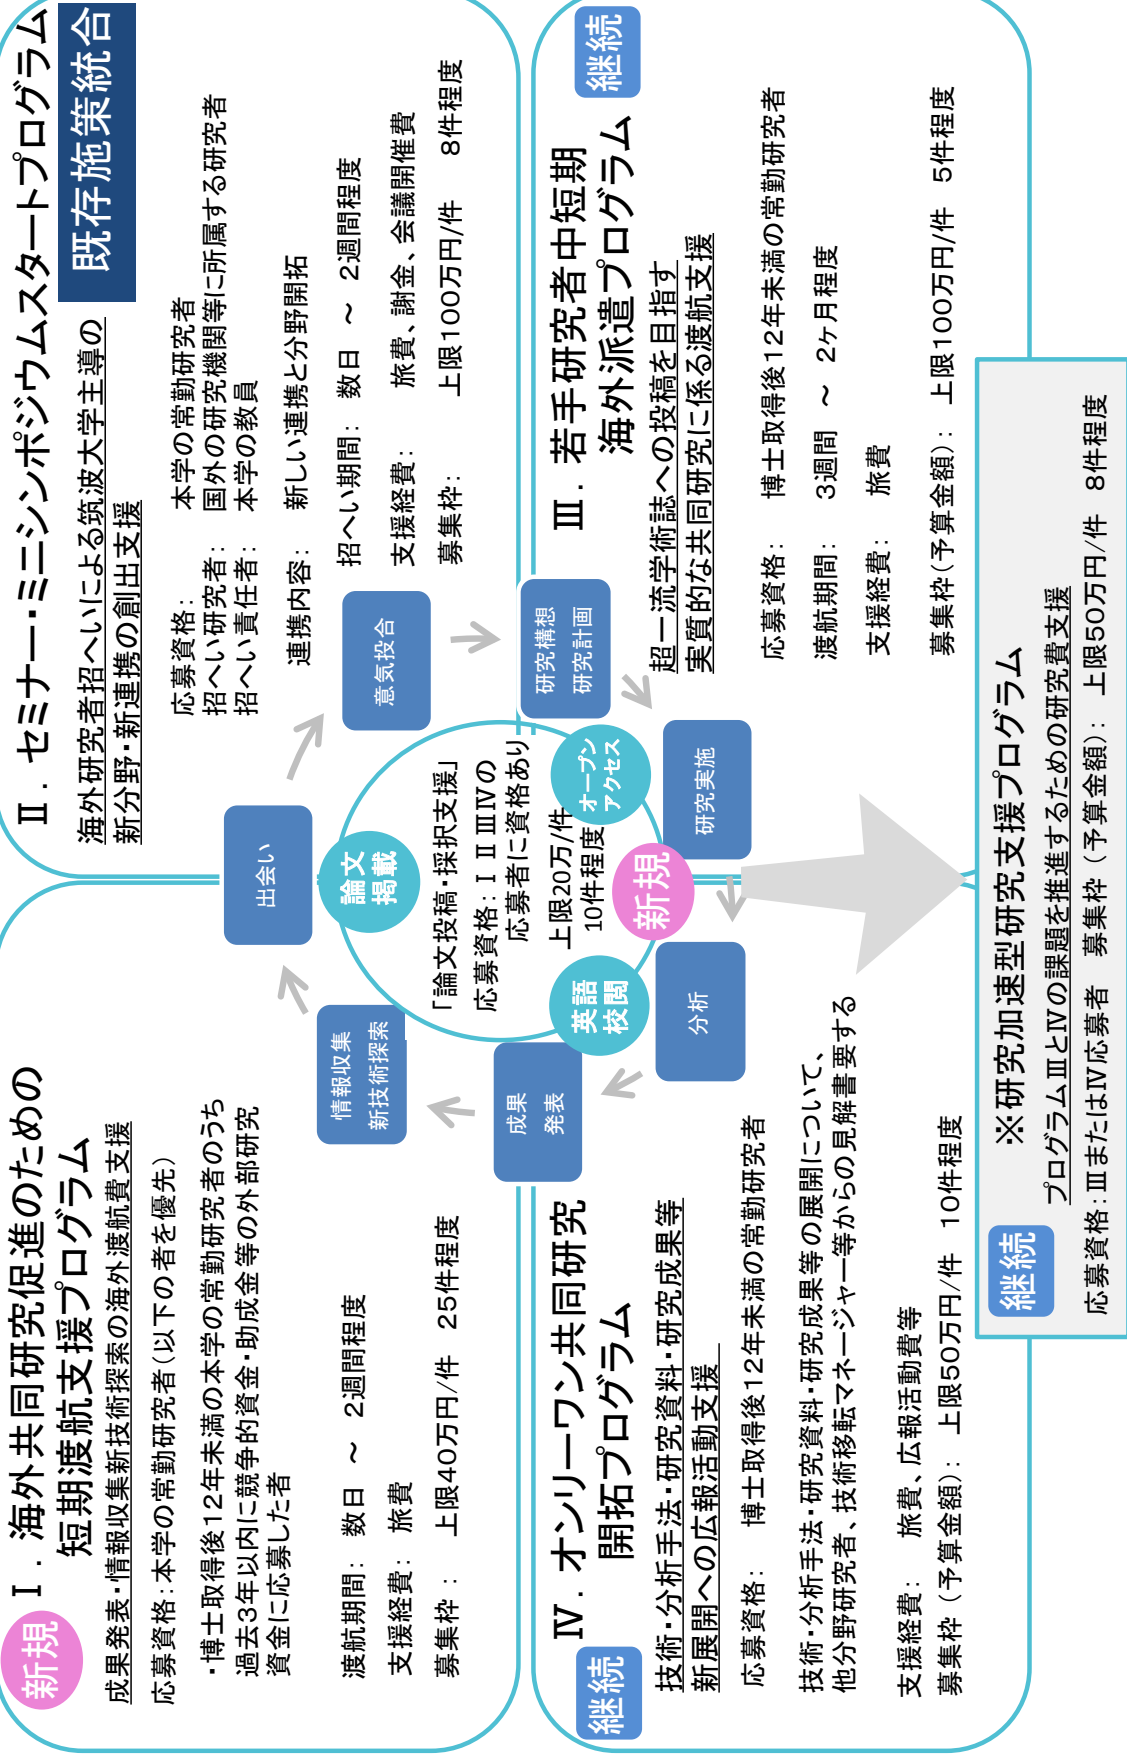 新規
Ⅰ．海外共同研究促進のための
短期渡航支援プログラム
成果発表・情報収集新技術探索の海外渡航費支援
応募資格：本学の常勤研究者（以下の者を優先）
・博士取得後12年未満の本学の常勤研究者のうち
過去3年以内に競争的資金・助成金等の外部研究
資金に応募した者
渡航期間： 数日 ～ 2週間程度
支援経費： 旅費
募集枠 ： 上限40万円/件 25件程度
Ⅱ．セミナー・ミニシンポジウムスタートプログラム
既存施策統合
海外研究者招へいによる筑波大学主導の
新分野・新連携の創出支援
応募資格： 本学の常勤研究者
招へい研究者： 国外の研究機関等に所属する研究者
招へい責任者： 本学の教員
連携内容： 新しい連携と分野開拓
招へい期間： 数日 ～ 2週間程度
支援経費： 旅費、謝金、会議開催費
募集枠： 上限100万円/件 8件程度
出会い
意気投合
研究構想
研究計画
研究実施
分析
成果
発表
情報収集
新技術探索
論文
掲載
オープン
アクセス
英語
校閲
新規
「論文投稿・採択支援」
応募資格：Ⅰ Ⅱ ⅢⅣの
応募者に資格あり
上限20万/件
10件程度
継続
Ⅳ．オンリーワン共同研究
開拓プログラム
技術・分析手法・研究資料・研究成果等
新展開への広報活動支援
応募資格： 博士取得後12年未満の常勤研究者
技術・分析手法・研究資料・研究成果等の展開について、
他分野研究者、技術移転マネージャー等からの見解書要する
支援経費： 旅費、広報活動費等
募集枠（予算金額）： 上限50万円/件 10件程度
継続
Ⅲ．若手研究者中短期
海外派遣プログラム
超一流学術誌への投稿を目指す
実質的な共同研究に係る渡航支援
応募資格： 博士取得後12年未満の常勤研究者
渡航期間： 3週間 ～ 2ヶ月程度
支援経費： 旅費
募集枠（予算金額）： 上限100万円/件 5件程度
継続
※研究加速型研究支援プログラム
プログラムⅢとⅣの課題を推進するための研究費支援
応募資格：ⅢまたはⅣ応募者 募集枠（予算金額）： 上限50万円/件 8件程度